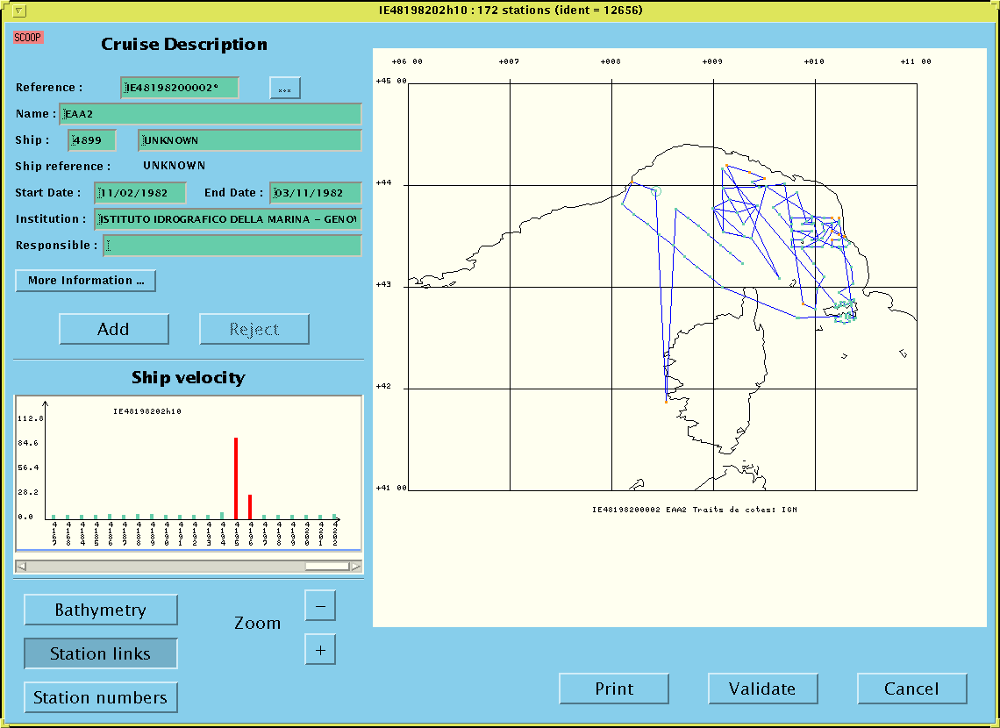 IE48198202h10 : 172 stations (ident = 12656)
SCOOP
Cruise Description
Reference : IE48198200002* ...
Name : EAA2
Ship : 4899 UNKNOWN
Ship reference : UNKNOWN
Start Date : 11/02/1982 End Date : 03/11/1982
Institution : ISTITUTO IDROGRAFICO DELLA MARINA - GENOV
Responsible :
More Information ...
Add Reject
Ship velocity
IE48198202h10
112.8
84.6
56.4
28.2
0.0
4167 4168 4184 4185 4186 4187 4188 4189 4190 4191 4192 4193 4194 4195 4196 4197 4198 4199 4200 4201 4202
Bathymetry
Station links
Station numbers
Zoom
-
+
+06 00 +007 +008 +009 +010 +11 00
+45 00
+44
+43
+42
+41 00
IE48198200002 EAA2 Traits de cotes: IGN
Print Validate Cancel